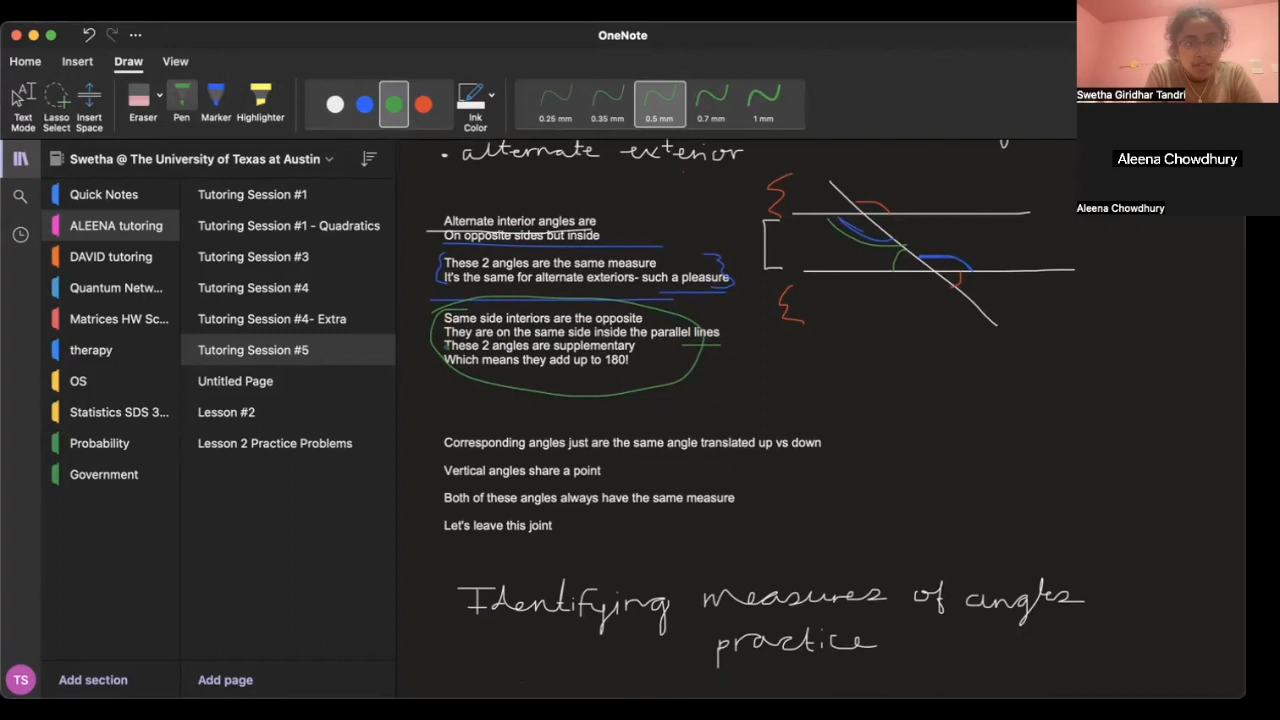 OneNote
Home
Insert
Draw
View
Text Mode
Lasso Select
Insert Space
Eraser
Pen
Marker
Highlighter
Ink Color
0.25 mm
0.35 mm
0.5 mm
0.7 mm
1 mm
Swetha Giridhar Tandri
Aleena Chowdhury
Aleena Chowdhury
Swetha @ The University of Texas at Austin
Quick Notes
ALEENA tutoring
DAVID tutoring
Quantum Netw...
Matrices HW Sc...
therapy
OS
Statistics SDS 3...
Probability
Government
Tutoring Session #1
Tutoring Session #1 - Quadratics
Tutoring Session #3
Tutoring Session #4
Tutoring Session #4- Extra
Tutoring Session #5
Untitled Page
Lesson #2
Lesson 2 Practice Problems
• alternate exterior
Alternate interior angles are
On opposite sides but inside
These 2 angles are the same measure
It's the same for alternate exteriors- such a pleasure
Same side interiors are the opposite
They are on the same side inside the parallel lines
These 2 angles are supplementary
Which means they add up to 180!
Corresponding angles just are the same angle translated up vs down
Vertical angles share a point
Both of these angles always have the same measure
Let's leave this joint
Identifying measures of angles
practice
TS
Add section
Add page